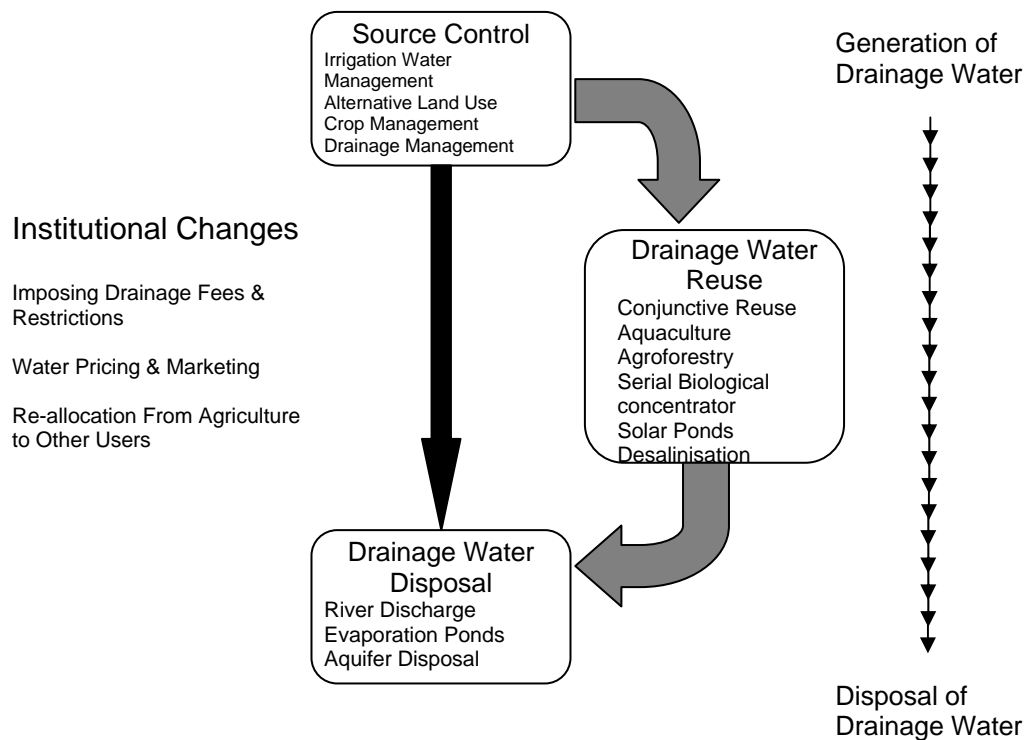 Source Control
Irrigation Water
Management
Alternative Land Use
Crop Management
Drainage Management
Generation of
Drainage Water
Institutional Changes
Imposing Drainage Fees &
Restrictions
Water Pricing & Marketing
Re-allocation From Agriculture
to Other Users
Drainage Water
Reuse
Conjunctive Reuse
Aquaculture
Agroforestry
Serial Biological
concentrator
Solar Ponds
Desalinisation
Drainage Water
Disposal
River Discharge
Evaporation Ponds
Aquifer Disposal
Disposal of
Drainage Water